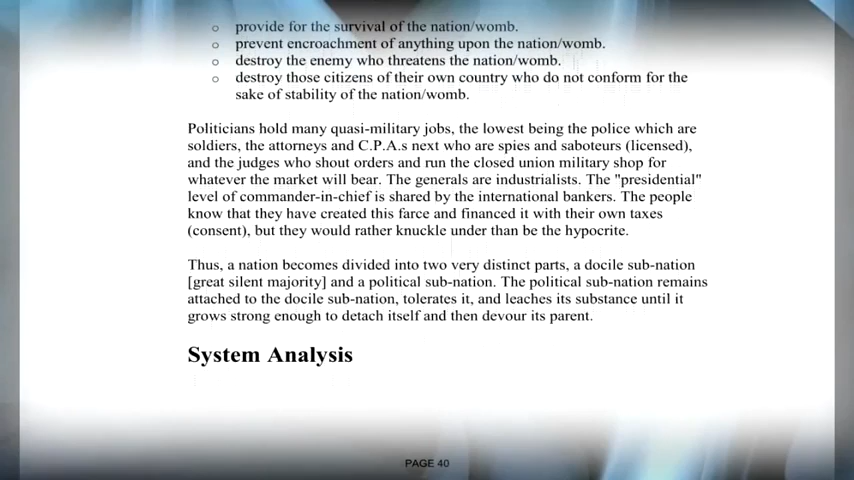 o provide for the survival of the nation/womb.
o prevent encroachment of anything upon the nation/womb.
o destroy the enemy who threatens the nation/womb.
o destroy those citizens of their own country who do not conform for the
sake of stability of the nation/womb.
Politicians hold many quasi-military jobs, the lowest being the police which are
soldiers, the attorneys and C.P.A.s next who are spies and saboteurs (licensed),
and the judges who shout orders and run the closed union military shop for
whatever the market will bear. The generals are industrialists. The "presidential"
level of commander-in-chief is shared by the international bankers. The people
know that they have created this farce and financed it with their own taxes
(consent), but they would rather knuckle under than be the hypocrite.
Thus, a nation becomes divided into two very distinct parts, a docile sub-nation
[great silent majority] and a political sub-nation. The political sub-nation remains
attached to the docile sub-nation, tolerates it, and leaches its substance until it
grows strong enough to detach itself and then devour its parent.
System Analysis
PAGE 40